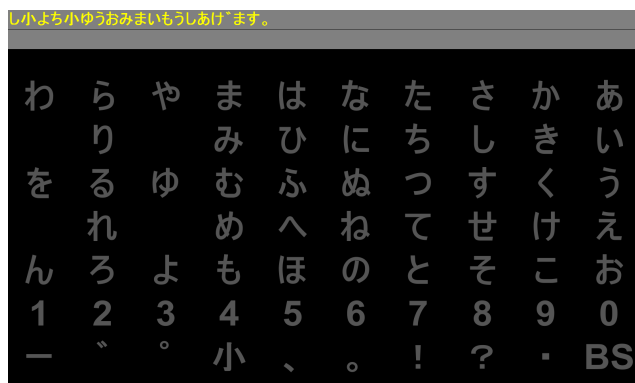 し小よち小ゆうおみまいもうしあげ゛ます。
わ ら や ま は な た さ か あ
り み ひ に ち し き い
を る ゆ む ふ ぬ つ す く う
れ め へ ね て せ け え
ん ろ よ も ほ の と そ こ お
1 2 3 4 5 6 7 8 9 0
ー ゛ ゜ 小 、 。 ! ? ・ BS